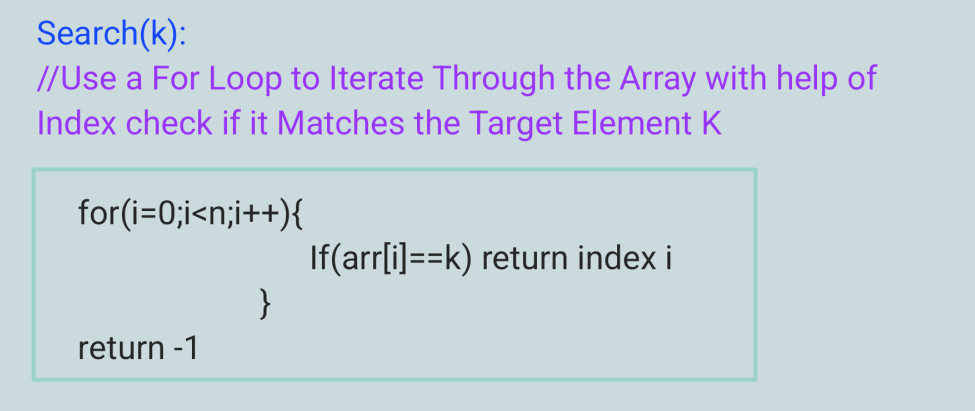 Search(k):
//Use a For Loop to Iterate Through the Array with help of
Index check if it Matches the Target Element K
for(i=0;i<n;i++){
If(arr[i]==k) return index i
}
return -1